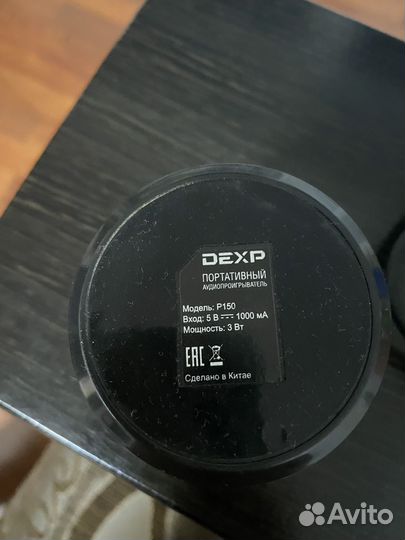 DEXP
ПОРТАТИВНЫЙ
АУДИОПРОИГРЫВАТЕЛЬ
Модель: P150
Вход: 5 В ⎓ 1000 мА
Мощность: 3 Вт
EAC
Сделано в Китае
Avito